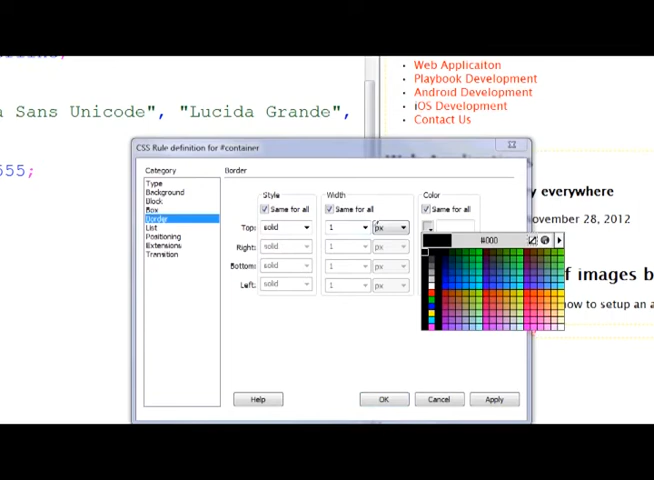 Web Applicaiton
Playbook Development
Android Development
iOS Development
Contact Us
a Sans Unicode", "Lucida Grande",
555;
CSS Rule definition for #container
Category
Border
Type
Background
Block
Box
Border
List
Positioning
Extensions
Transition
Style
Width
Color
Same for all
Same for all
Same for all
Top:
solid
1
px
Right:
solid
1
px
Bottom:
solid
1
px
Left:
solid
1
px
#000
Help
OK
Cancel
Apply
y everywhere
ovember 28, 2012
f images b
how to setup an a